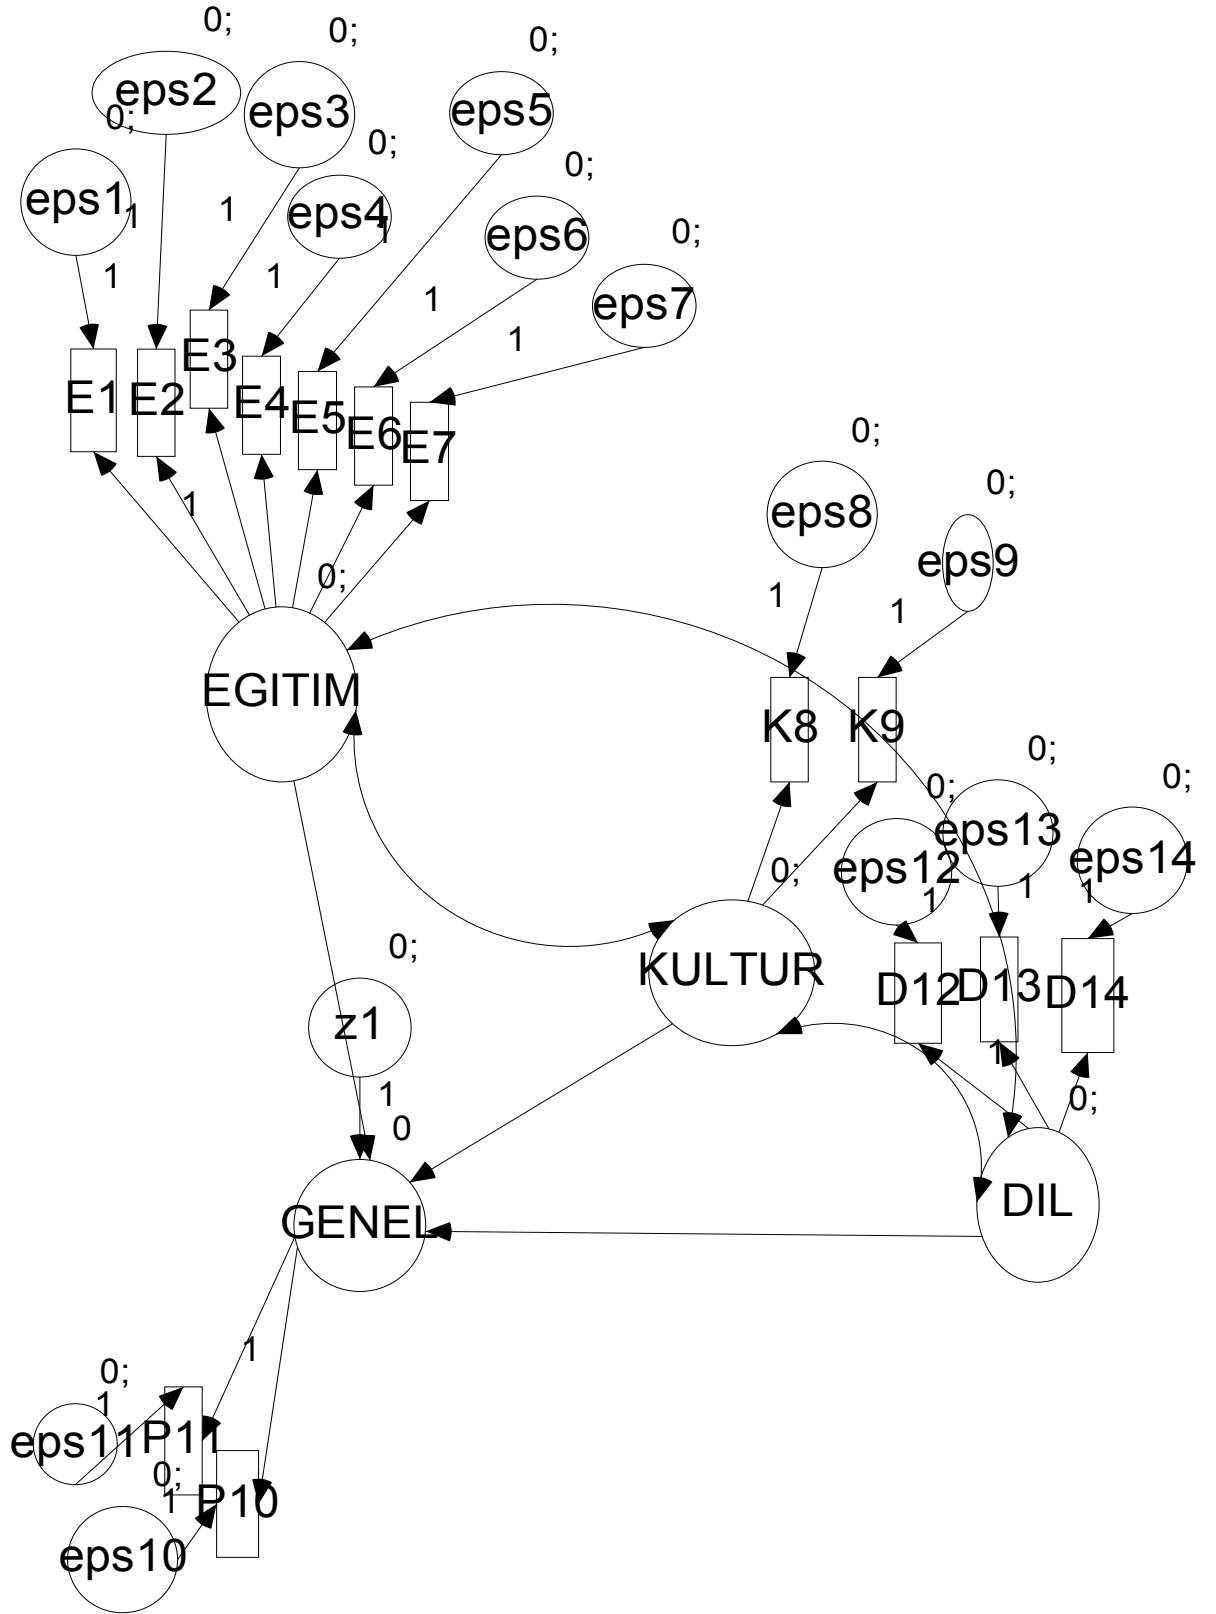 0;
0;
0;
eps2
eps3
eps5
0;
0;
0;
eps1
1
1
eps4
1
eps6
0;
1
1
1
eps7
1
E3
E1
E2
E4
E5
E6
E7
0;
1
0;
eps8
eps9
0;
1
1
EGITIM
K8
K9
0;
0;
0;
eps13
eps12
eps14
0;
1
1
1
0;
KULTUR
D12
D13
D14
z1
1
1
0;
0
DIL
GENEL
1
0;
1
eps11
P11
0;
1
P10
eps10